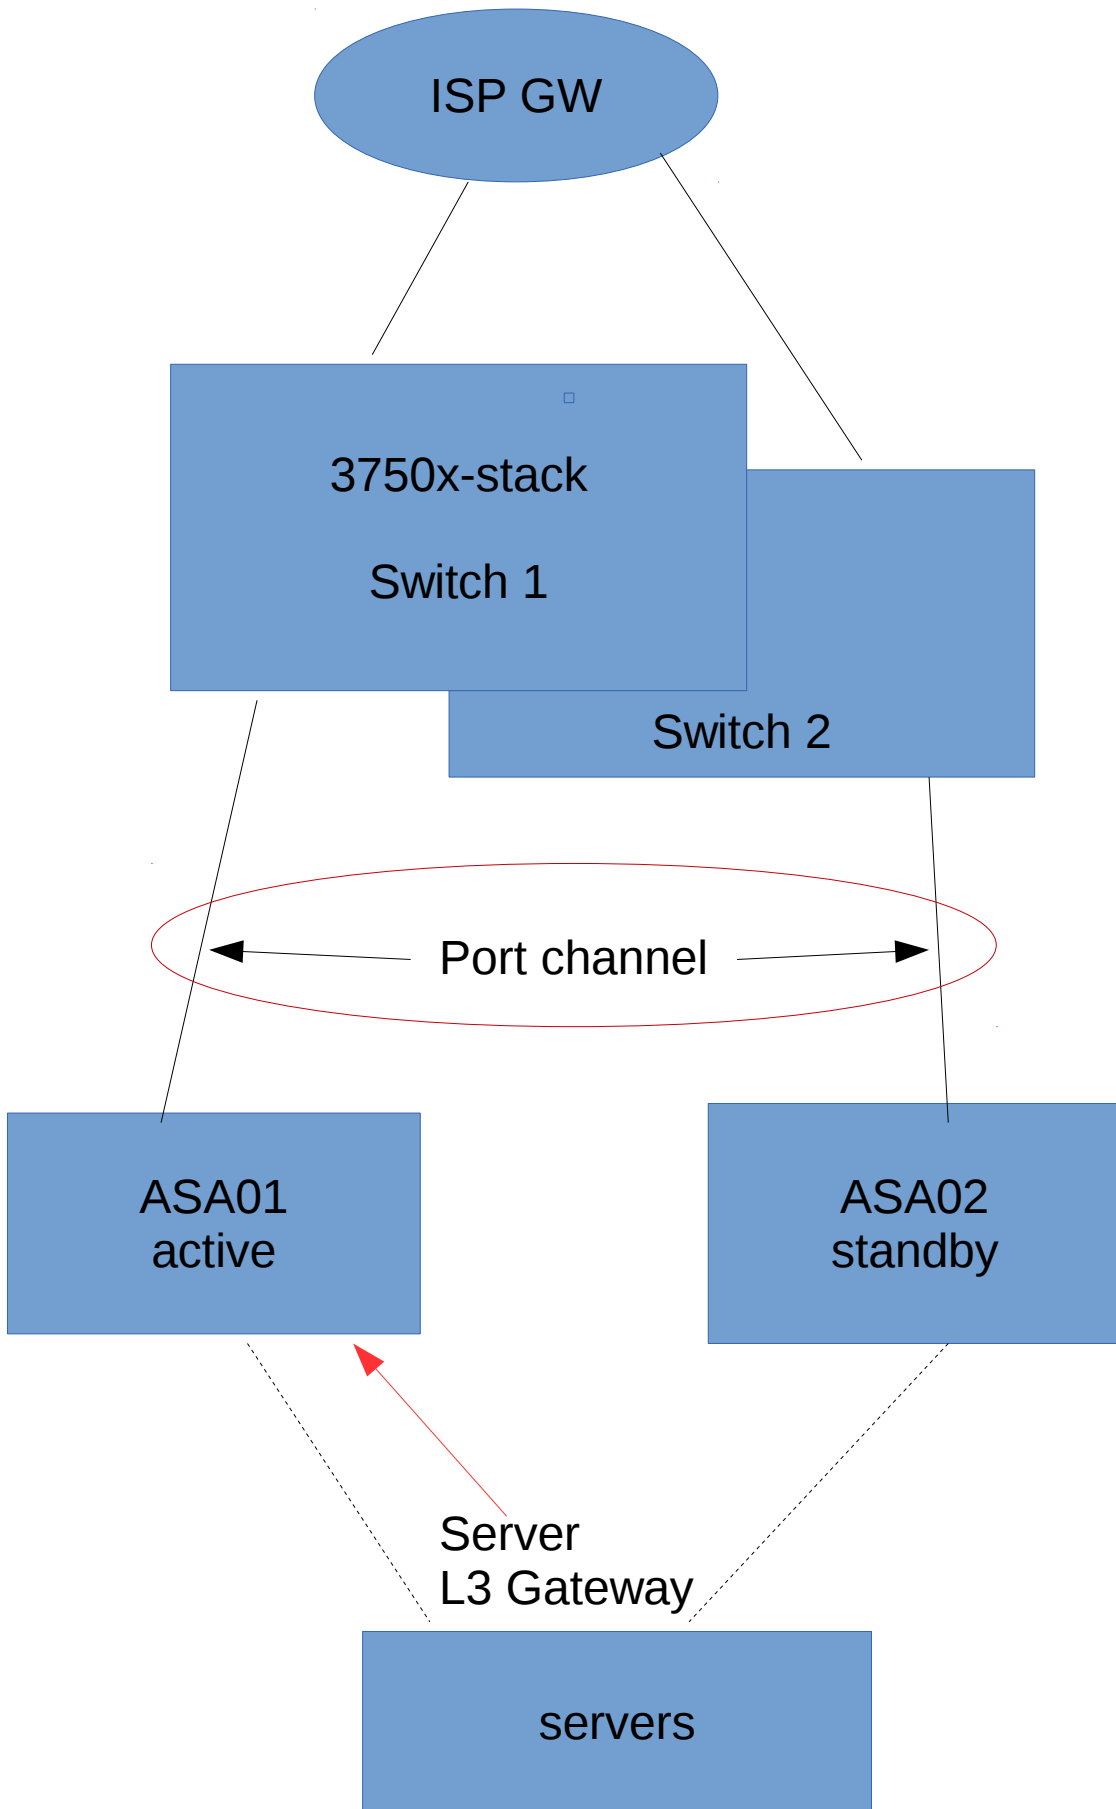 ISP GW
3750x-stack
Switch 1
Switch 2
Port channel
ASA01
active
ASA02
standby
Server
L3 Gateway
servers